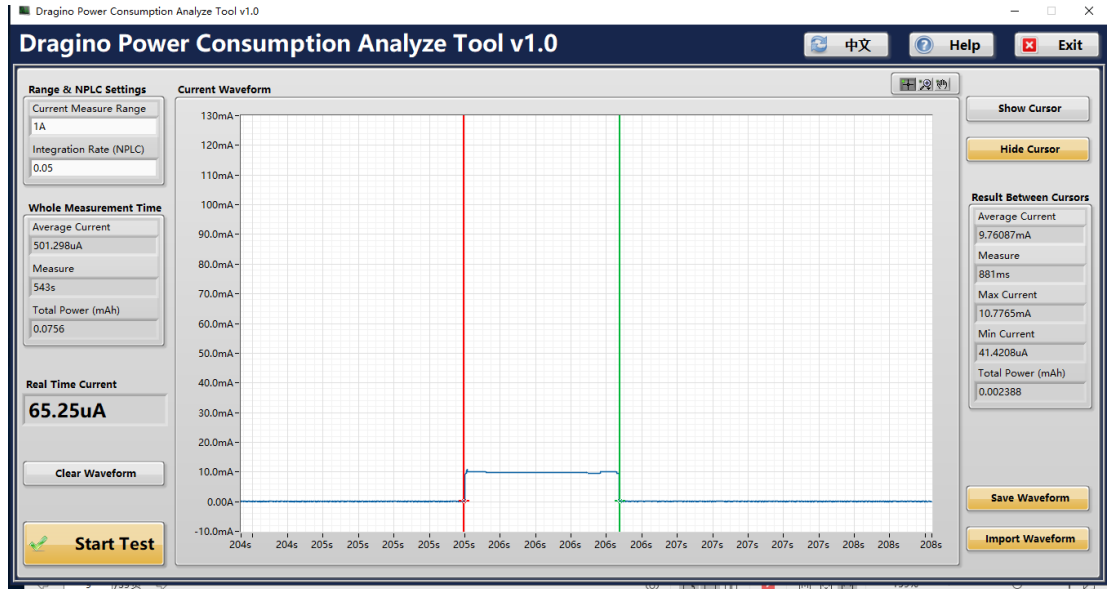 Dragino Power Consumption Analyze Tool v1.0
Dragino Power Consumption Analyze Tool v1.0
中文
Help
Exit
Range & NPLC Settings
Current Measure Range
1A
Integration Rate (NPLC)
0.05
Whole Measurement Time
Average Current
501.298uA
Measure
543s
Total Power (mAh)
0.0756
Real Time Current
65.25uA
Clear Waveform
Start Test
Current Waveform
130mA
120mA
110mA
100mA
90.0mA
80.0mA
70.0mA
60.0mA
50.0mA
40.0mA
30.0mA
20.0mA
10.0mA
0.00A
-10.0mA
204s 204s 205s 205s 205s 205s 205s 206s 206s 206s 206s 206s 207s 207s 207s 207s 207s 208s 208s 208s
Show Cursor
Hide Cursor
Result Between Cursors
Average Current
9.76087mA
Measure
881ms
Max Current
10.7765mA
Min Current
41.4208uA
Total Power (mAh)
0.002388
Save Waveform
Import Waveform